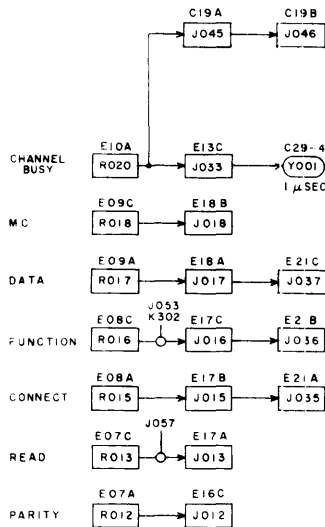 C19A C19B
J045 J046
E10A E13C C29-4
CHANNEL BUSY R020 J033 Y001
1 μSEC
E09C E18B
MC R018 J018
E09A E18A E21C
DATA R017 J017 J037
J053
E08C K302 E17C E2 B
FUNCTION R016 J016 J036
E08A E17B E21A
CONNECT R015 J015 J035
J057
E07C E17A
READ R013 J013
E07A E16C
PARITY R012 J012